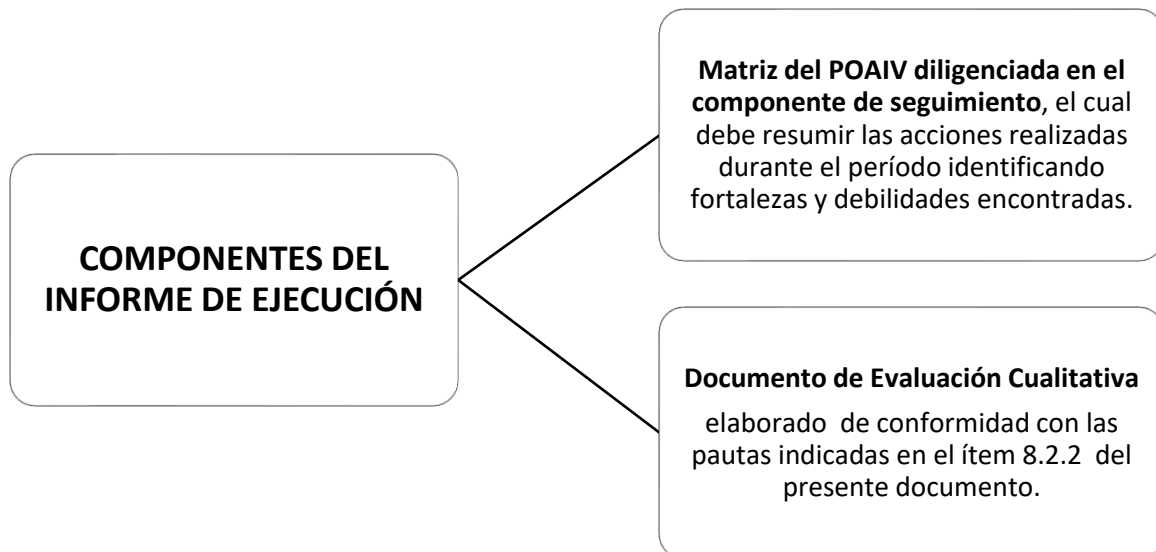 COMPONENTES DEL
INFORME DE EJECUCIÓN
Matriz del POAIV diligenciada en el
componente de seguimiento, el cual
debe resumir las acciones realizadas
durante el período identificando
fortalezas y debilidades encontradas.
Documento de Evaluación Cualitativa
elaborado de conformidad con las
pautas indicadas en el ítem 8.2.2 del
presente documento.